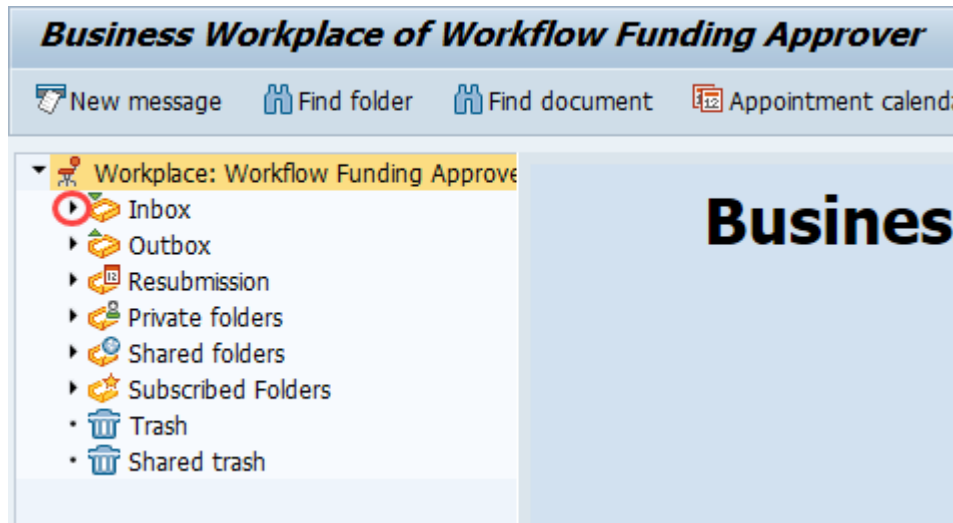 Business Workplace of Workflow Funding Approver
New message Find folder Find document Appointment calenda
Workplace: Workflow Funding Approve
Inbox
Busines
Outbox
Resubmission
Private folders
Shared folders
Subscribed Folders
Trash
Shared trash